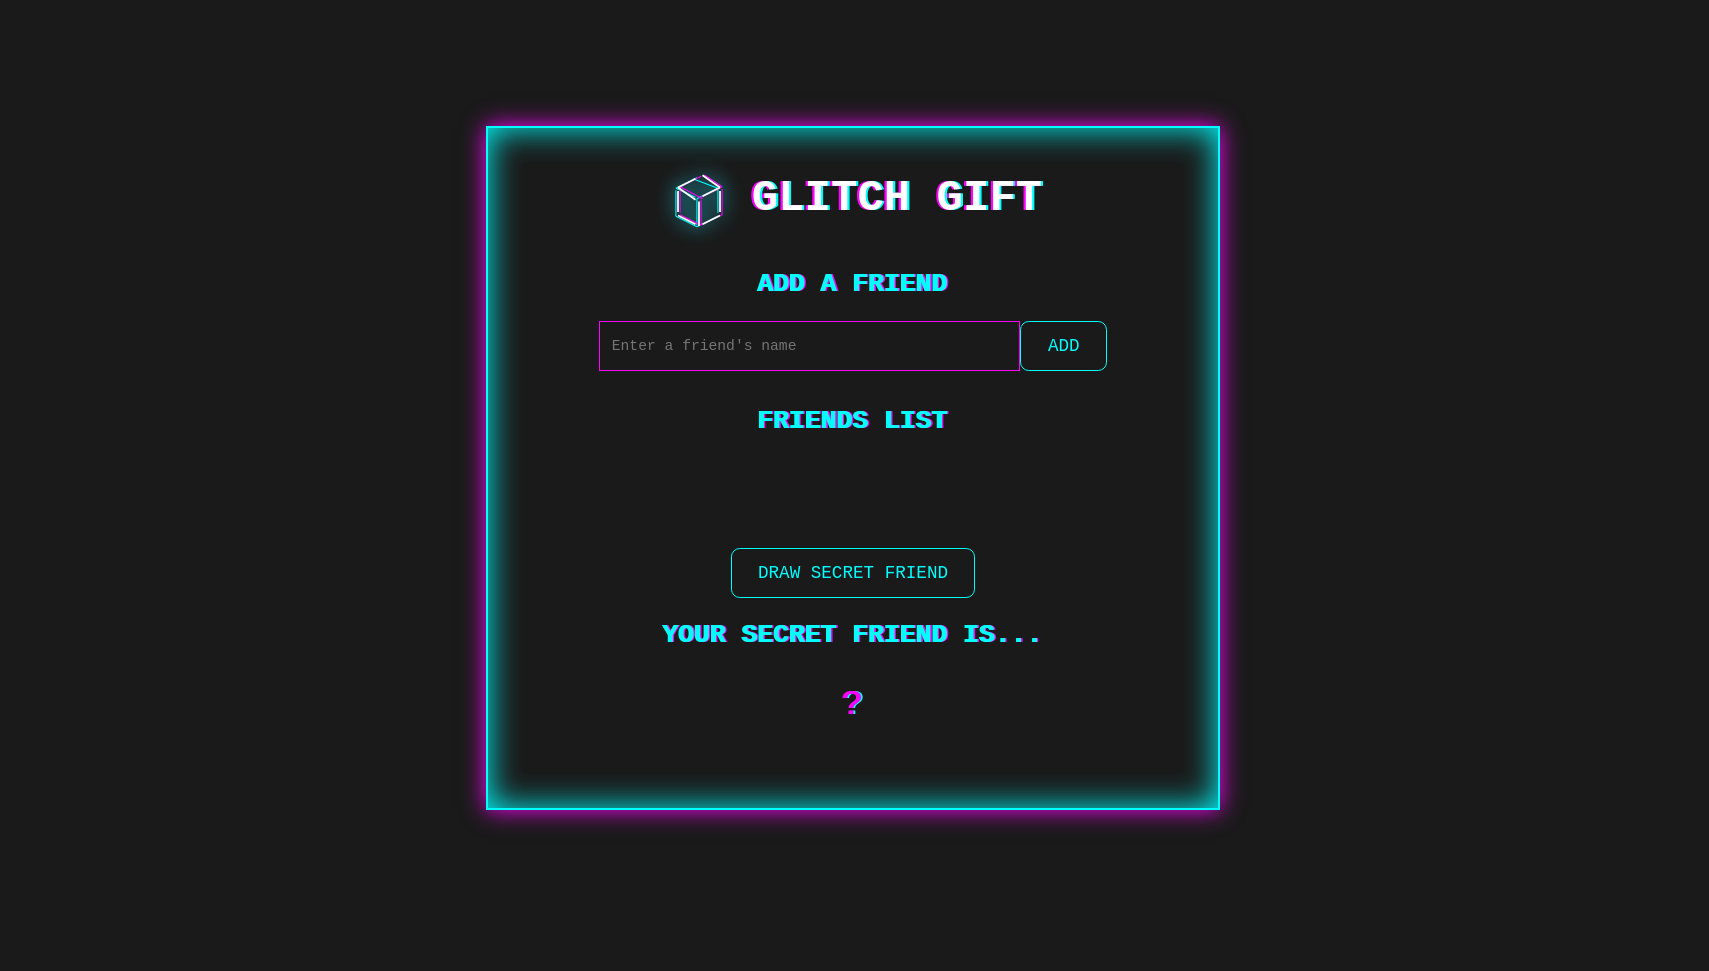 GLITCH GIFT
ADD A FRIEND
Enter a friend's name
ADD
FRIENDS LIST
DRAW SECRET FRIEND
YOUR SECRET FRIEND IS...
?